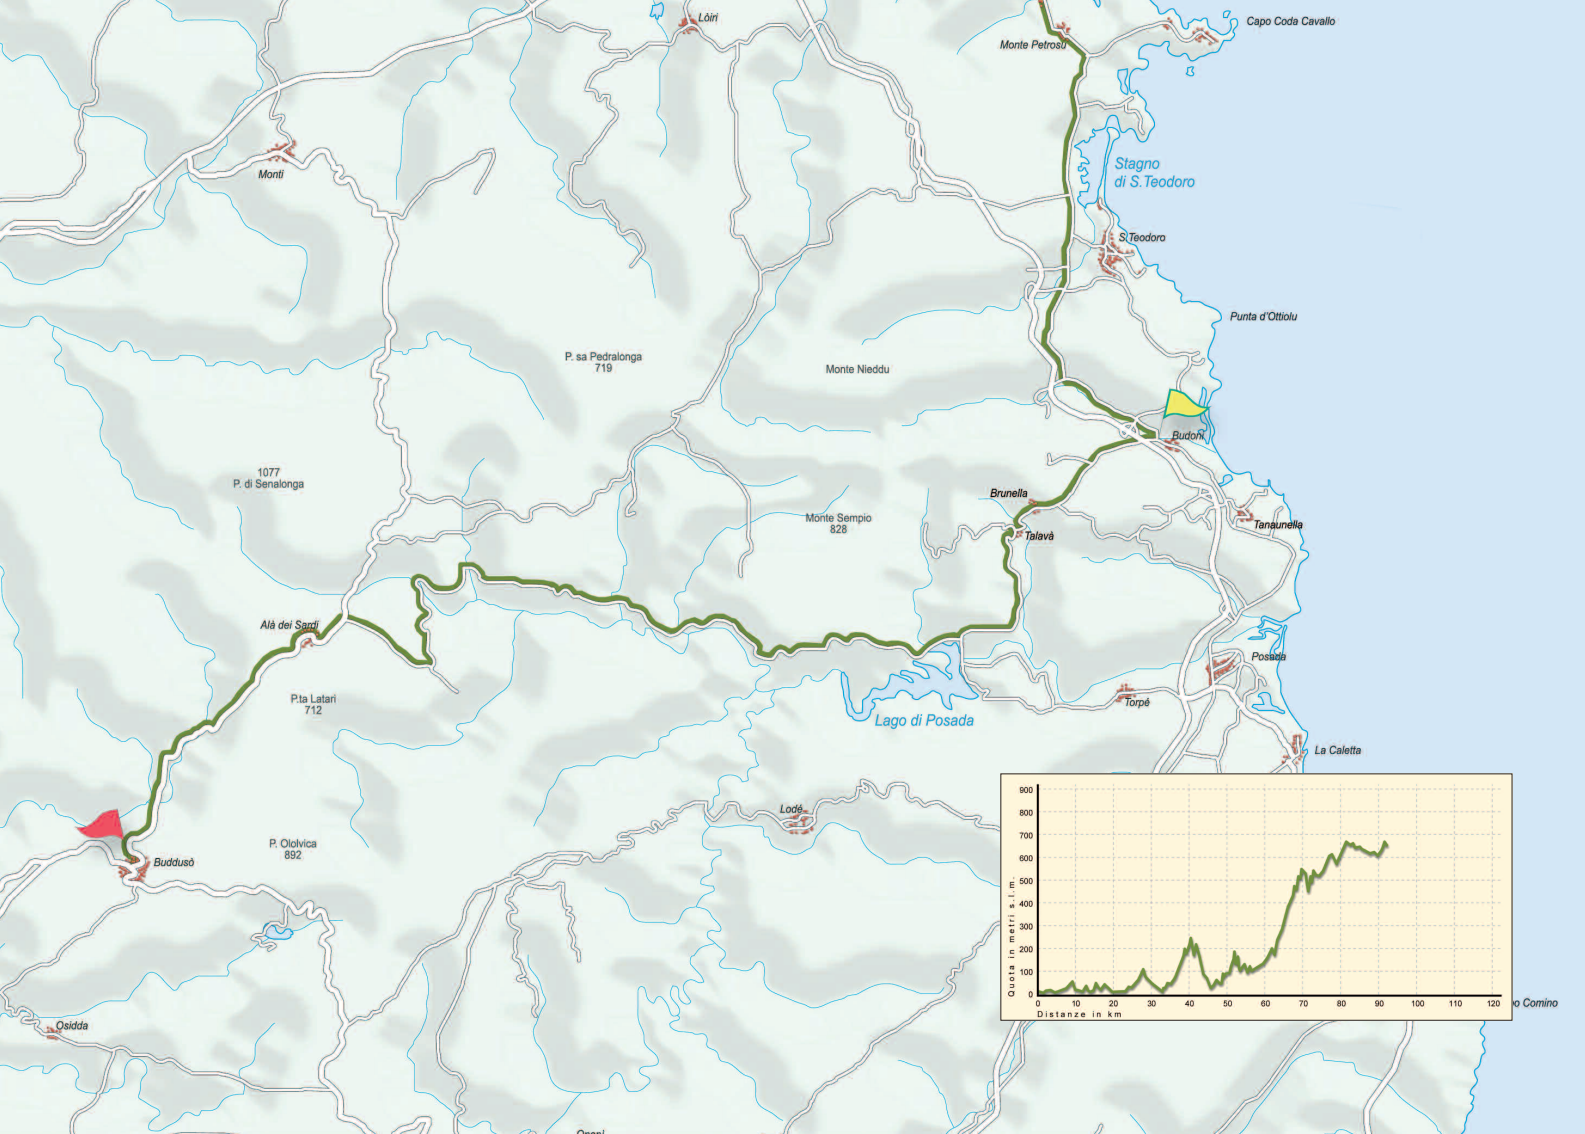 Lòiri
Capo Coda Cavallo
Monte Petrosu
Monti
Stagno
di S.Teodoro
S.Teodoro
Punta d'Ottiolu
P. sa Pedralonga
719
Monte Nieddu
Budoni
1077
P. di Senalonga
Brunella
Monte Sempio
828
Talavà
Tanaunella
Alà dei Sardi
Posada
P.ta Latari
712
Torpé
Lago di Posada
La Caletta
Lodé
P. Ololvica
892
Buddusò
Osidda
Comino
900
800
700
600
500
400
300
200
100
0
Quota in metri s.l.m.
0 10 20 30 40 50 60 70 80 90 100 110 120
Distanze in km